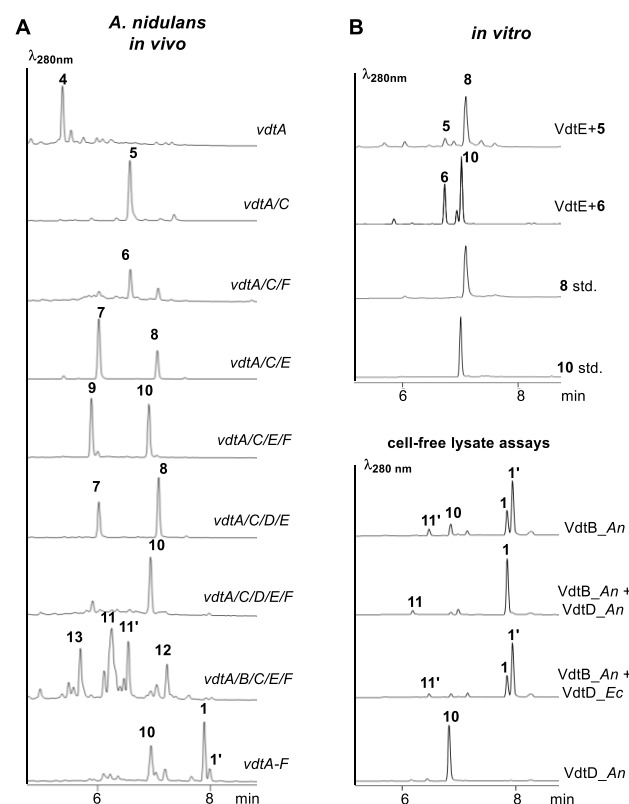 A
A. nidulans
in vivo
λ280nm
4
vdtA
5
vdtA/C
6
vdtA/C/F
7
8
vdtA/C/E
9
10
vdtA/C/E/F
7
8
vdtA/C/D/E
10
vdtA/C/D/E/F
13
11
11'
12
vdtA/B/C/E/F
10
1
1'
vdtA-F
6
8
min
B
in vitro
λ280nm
5
8
VdtE+5
6
10
VdtE+6
8 std.
10 std.
6
8
min
cell-free lysate assays
λ280 nm
11'
10
1
1'
VdtB_An
11
1
VdtB_An +
VdtD_An
11'
1
1'
VdtB_An +
VdtD_Ec
10
VdtD_An
6
8
min